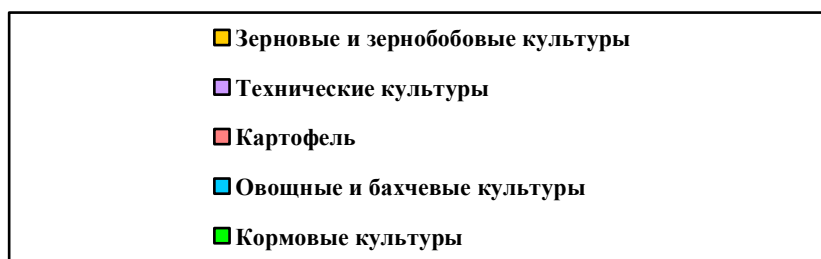 Зерновые и зернобобовые культуры
Технические культуры
Картофель
Овощные и бахчевые культуры
Кормовые культуры